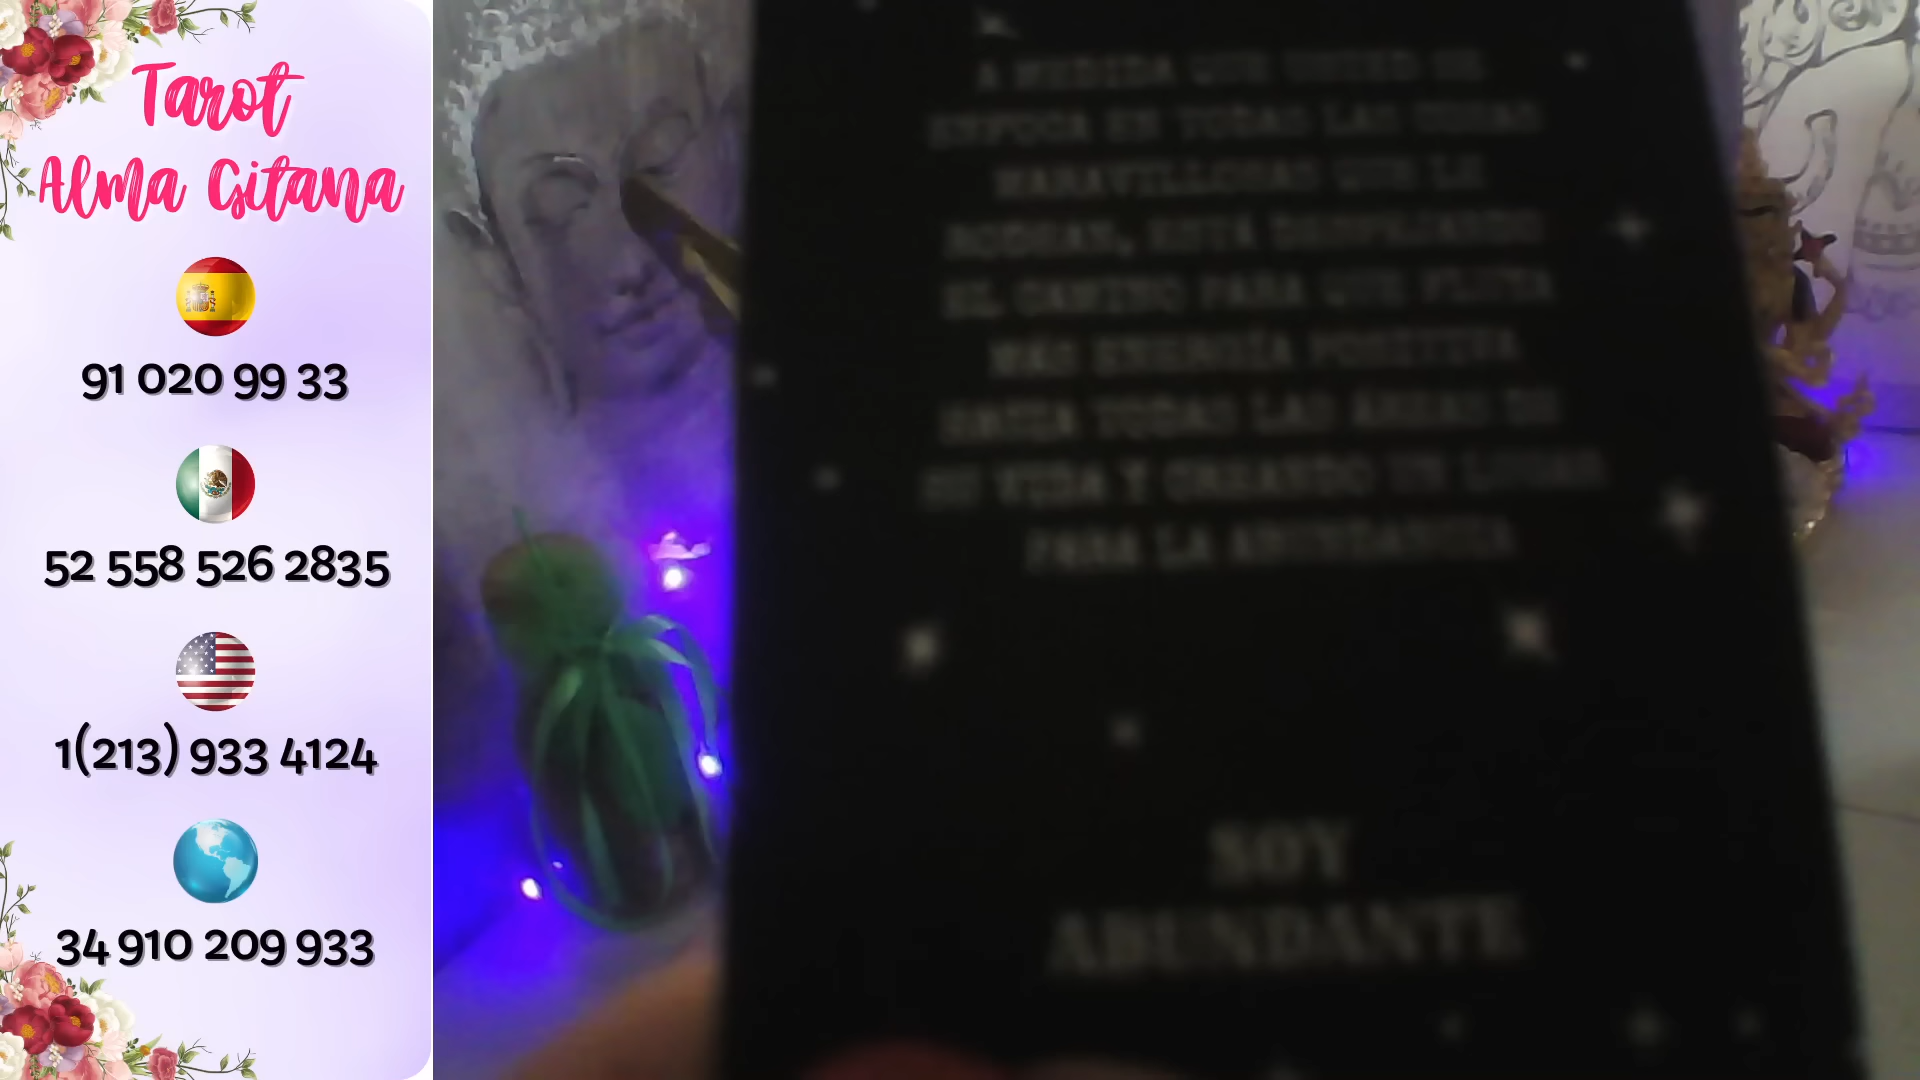 Tarot
Alma Gitana
91 020 99 33
52 558 526 2835
1(213) 933 4124
34 910 209 933
A MEDIDA QUE USTED SE
ENFOCA EN TODAS LAS COSAS
MARAVILLOSAS QUE LE
RODEAN, ESTÁ DESPEJANDO
EL CAMINO PARA QUE FLUYA
MÁS ENERGÍA POSITIVA
HACIA TODAS LAS ÁREAS DE
SU VIDA Y CREANDO UN LUGAR
PARA LA ABUNDANCIA
SOY
ABUNDANTE